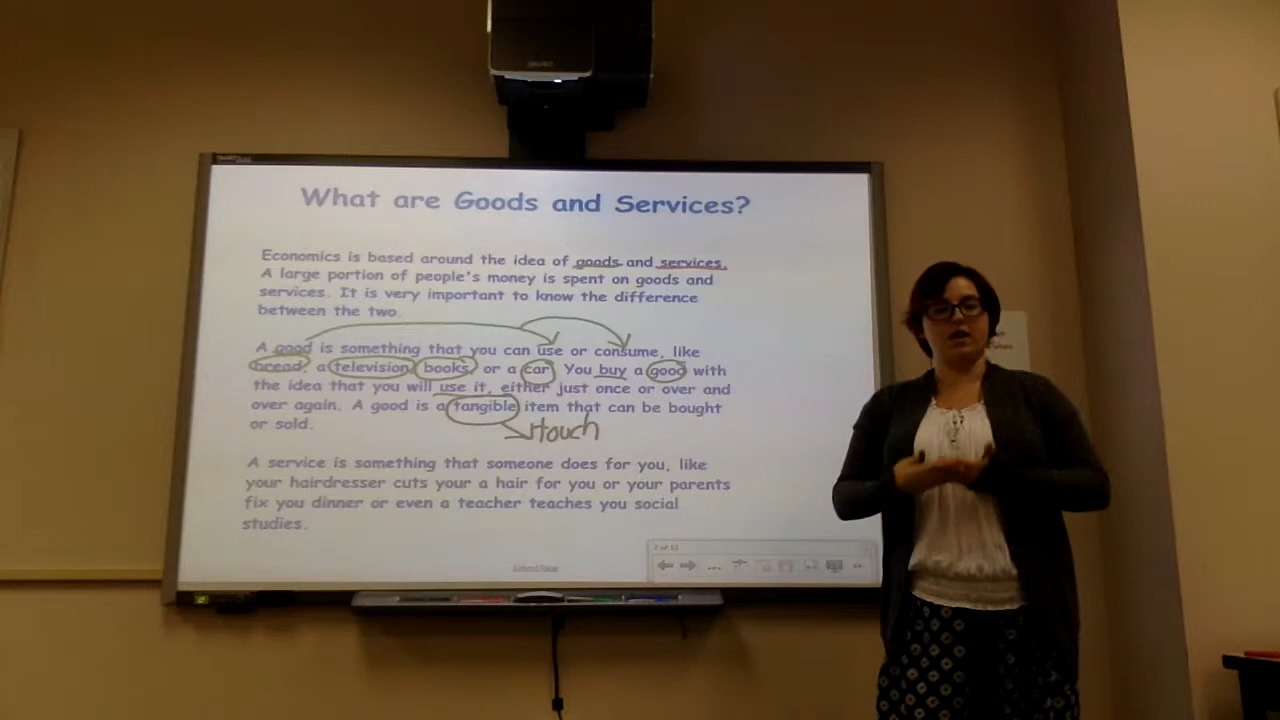 What are Goods and Services?
Economics is based around the idea of goods and services.
A large portion of people's money is spent on goods and
services. It is very important to know the difference
between the two.
A good is something that you can use or consume, like
bread, a television, books, or a car. You buy a good with
the idea that you will use it, either just once or over and
over again. A good is a tangible item that can be bought
or sold.
touch
A service is something that someone does for you, like
your hairdresser cuts your a hair for you or your parents
fix you dinner or even a teacher teaches you social
studies.